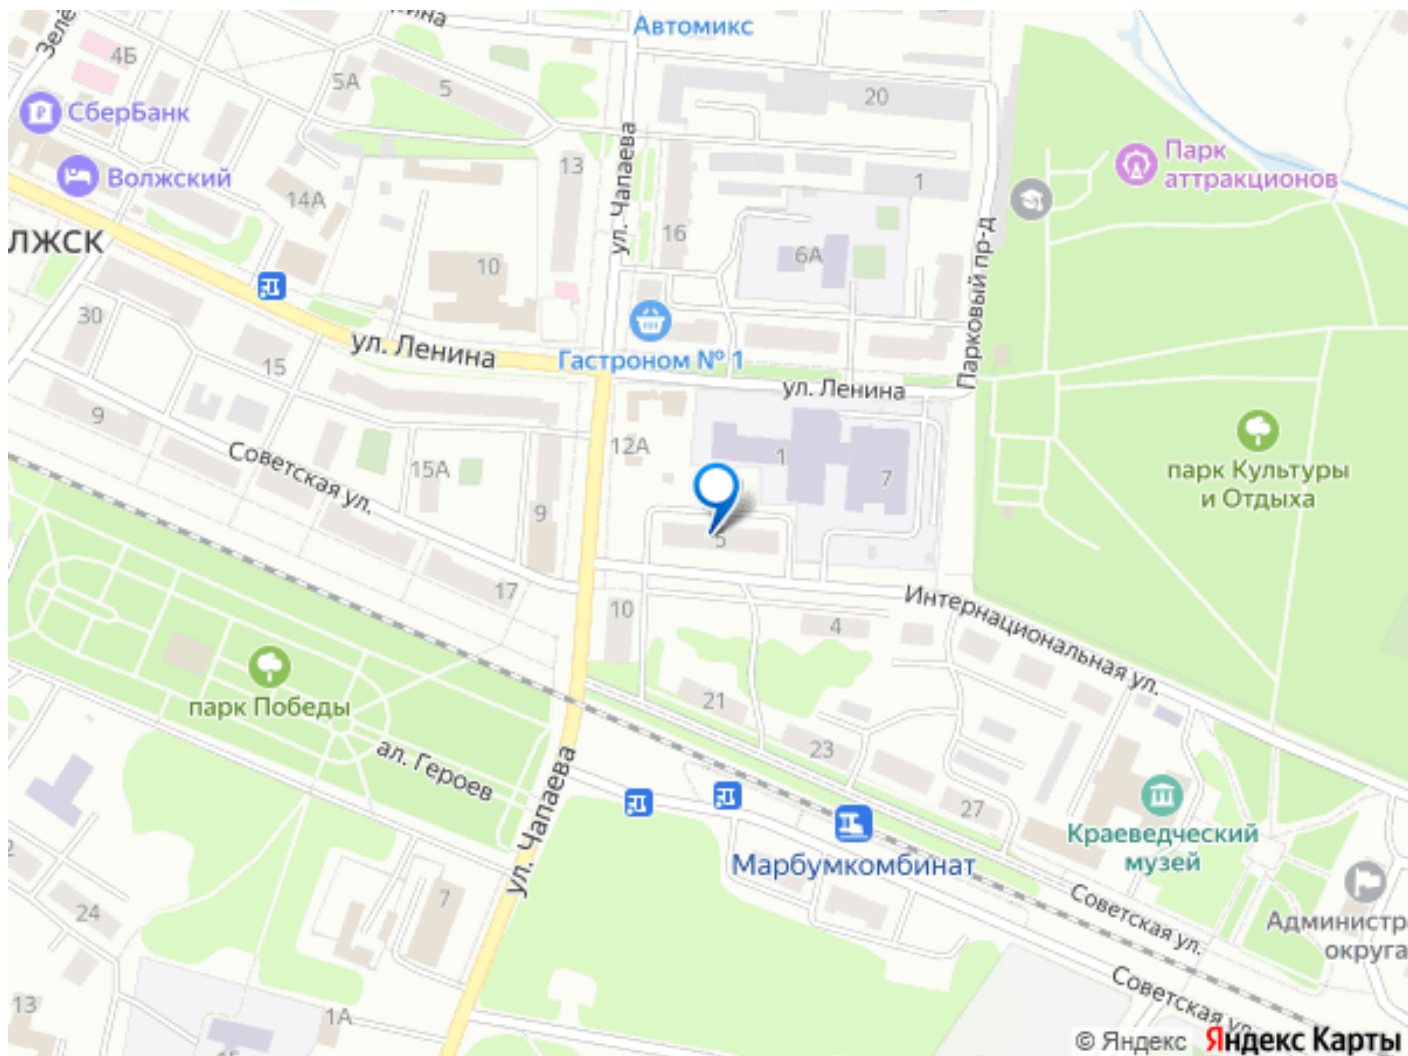 Автомикс
4Б
5А
5
20
СберБанк
ул. Чапаева
13
Парк
аттракционов
Волжский
14А
1
16
6А
10
ЛЖСК
30
Парковый пр-д
ул. Ленина
Гастроном № 1
15
ул. Ленина
9
Советская ул.
12А
15А
1
7
парк Культуры
и Отдыха
9
5
17
10
4
Интернациональная ул.
парк Победы
21
ал. Героев
23
ул. Чапаева
27
Марбумкомбинат
Краеведческий
музей
7
24
Советская ул.
Администр
округа
Советская ул.
13
1А
© Яндекс Яндекс Карты